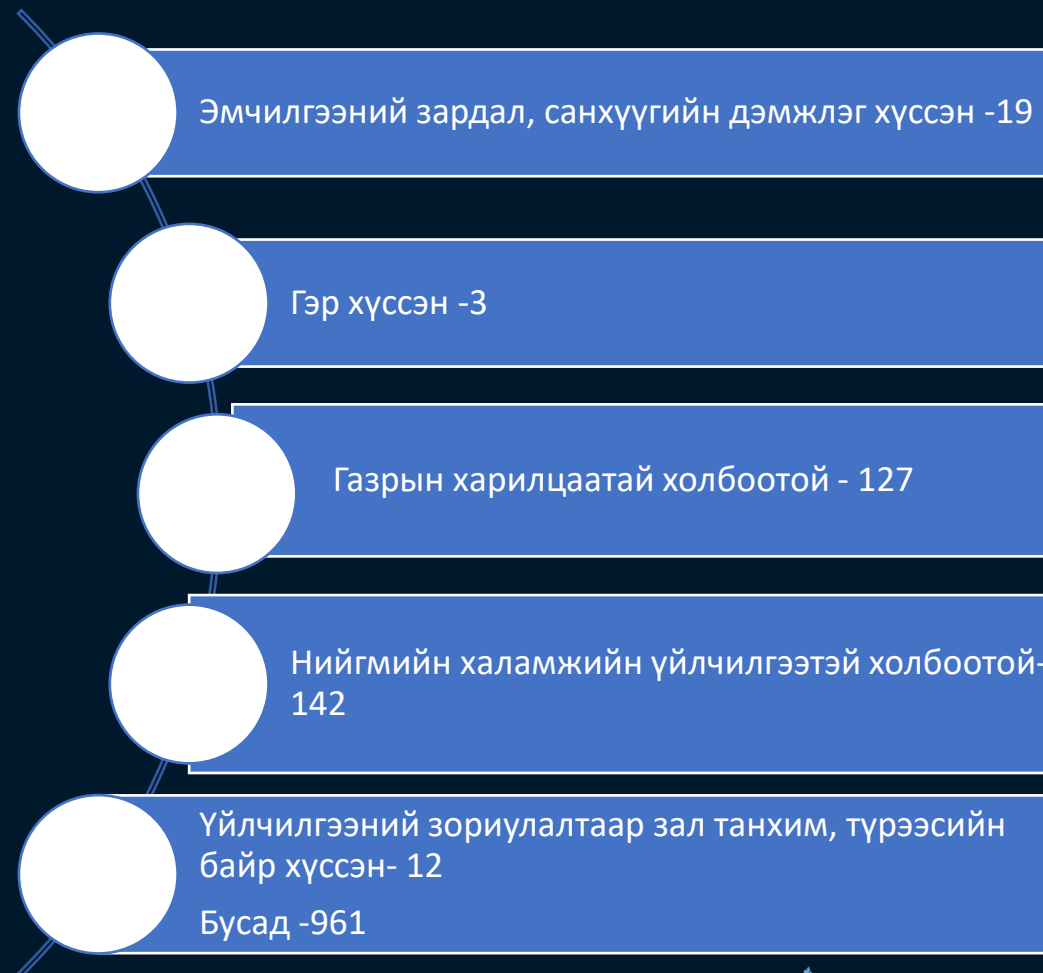 Эмчилгээний зардал, санхүүгийн дэмжлэг хүссэн -19
Гэр хүссэн -3
Газрын харилцаатай холбоотой - 127
Нийгмийн халамжийн үйлчилгээтэй холбоотой-
142
Үйлчилгээний зориулалтаар зал танхим, түрээсийн
байр хүссэн- 12
Бусад -961